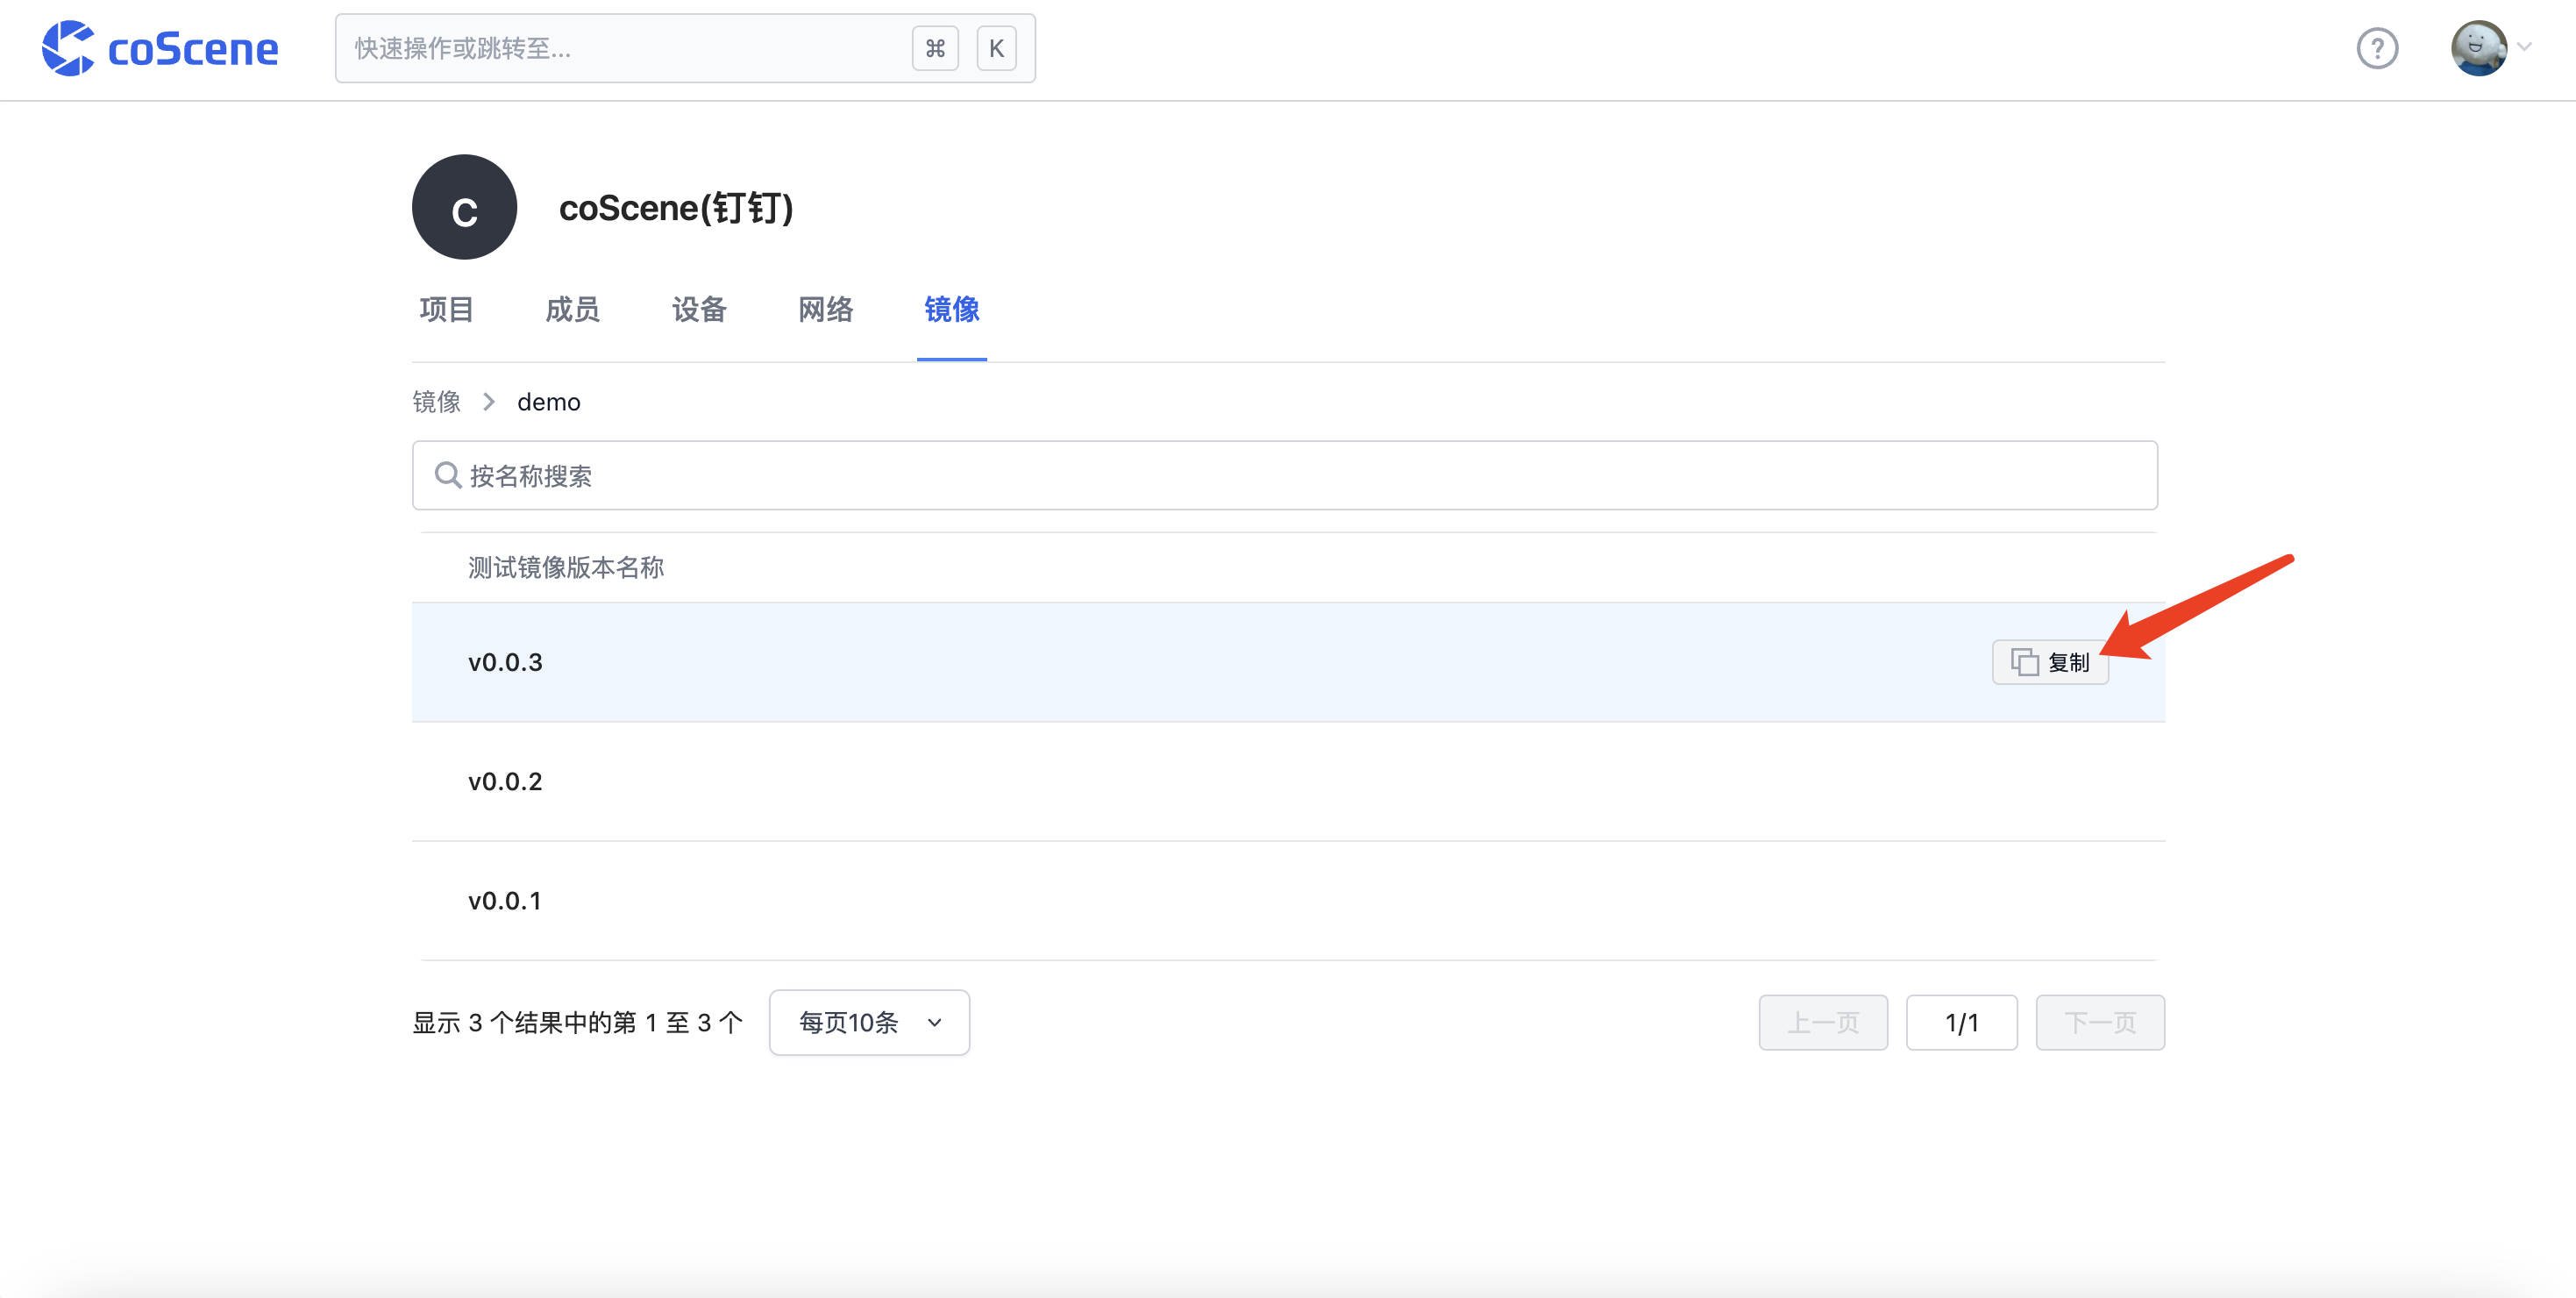 coScene
快速操作或跳转至... ⌘ K
?
C
coScene(钉钉)
项目 成员 设备 网络 镜像
镜像 > demo
按名称搜索
测试镜像版本名称
v0.0.3 复制
v0.0.2
v0.0.1
显示 3 个结果中的第 1 至 3 个 每页10条 上一页 1/1 下一页